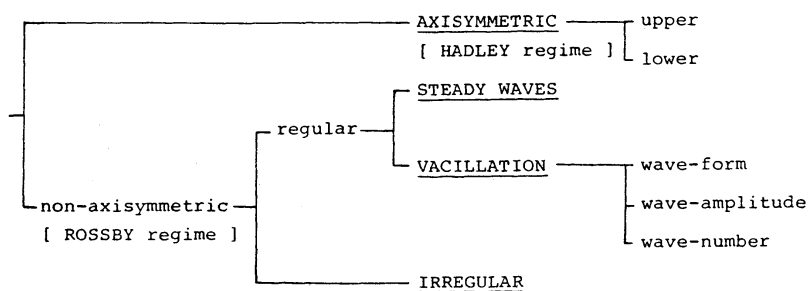 AXISYMMETRIC upper
[ HADLEY regime ] lower
STEADY WAVES
regular
VACILLATION wave-form
non-axisymmetric wave-amplitude
[ ROSSBY regime ] wave-number
IRREGULAR